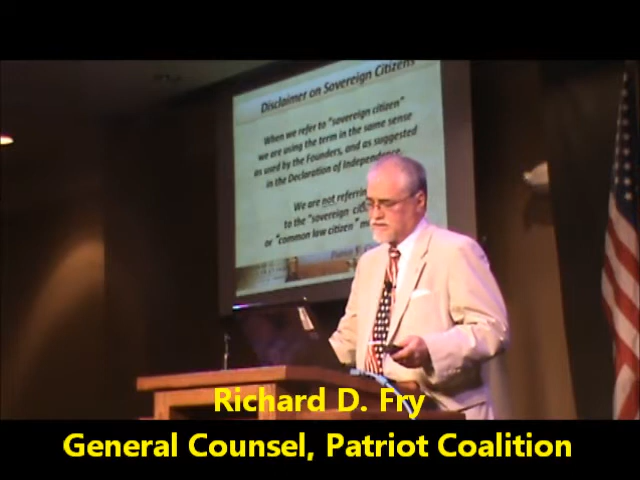 Disclaimer on Sovereign Citizens
When we refer to "sovereign citizen"
we are using the term in the same sense
as used by the Founders, and as suggested
in the Declaration of Independence.
We are not referring
to the "sovereign
or "common law citizen"
Richard D. Fry
General Counsel, Patriot Coalition